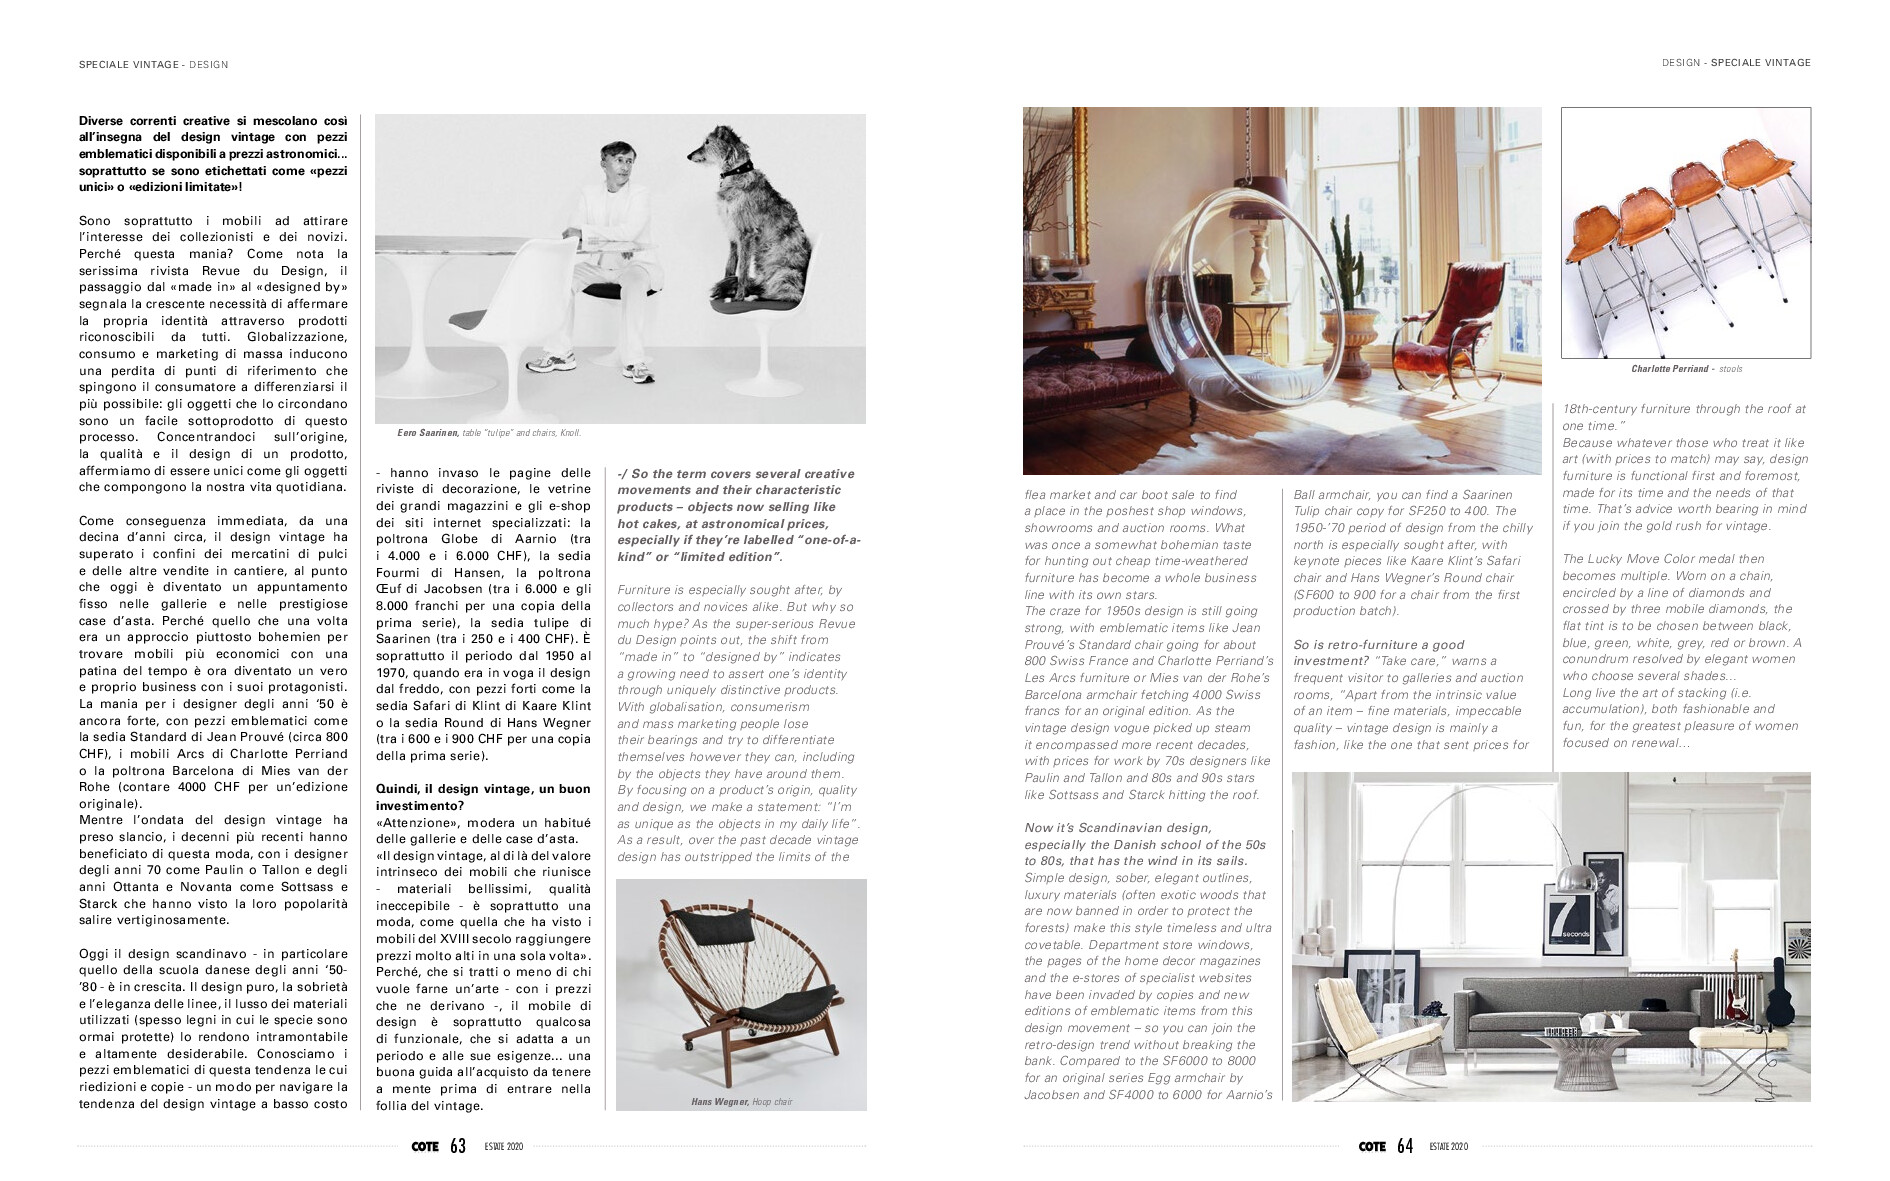 SPECIALE VINTAGE - DESIGN
Diverse correnti creative si mescolano così
all’insegna del design vintage con pezzi
emblematici disponibili a prezzi astronomici...
soprattutto se sono etichettati come «pezzi
unici» o «edizioni limitate»!
Sono soprattutto i mobili ad attirare
l’interesse dei collezionisti e dei novizi.
Perché questa mania? Come nota la
serissima rivista Revue du Design, il
passaggio dal «made in» al «designed by»
segnala la crescente necessità di affermare
la propria identità attraverso prodotti
riconoscibili da tutti. Globalizzazione,
consumo e marketing di massa inducono
una perdita di punti di riferimento che
spingono il consumatore a differenziarsi il
più possibile: gli oggetti che lo circondano
sono un facile sottoprodotto di questo
processo. Concentrandoci sull’origine,
la qualità e il design di un prodotto,
affermiamo di essere unici come gli oggetti
che compongono la nostra vita quotidiana.
Come conseguenza immediata, da una
decina d’anni circa, il design vintage ha
superato i confini dei mercatini di pulci
e delle altre vendite in cantiere, al punto
che oggi è diventato un appuntamento
fisso nelle gallerie e nelle prestigiose
case d’asta. Perché quello che una volta
era un approccio piuttosto bohemien per
trovare mobili più economici con una
patina del tempo è ora diventato un vero
e proprio business con i suoi protagonisti.
La mania per i designer degli ann ‘50 è
ancora forte, con pezzi emblematici come
la sedia Standard di Jean Prouvé (circa 800
CHF), i mobili Arcs di Charlotte Perriand
o la poltrona Barcelona di Mies van der
Rohe (contare 4000 CHF per un’edizione
originale).
Mentre l’ondata del design vintage ha
preso slancio, i decenni più recenti hanno
beneficiato di questa moda, con i designer
degli anni 70 come Paulin o Tallon e degli
anni Ottanta e Novanta come Sottsass e
Starck che hanno visto la loro popolarità
salire vertiginosamente.
Oggi il design scandinavo - in particolare
quello della scuola danese degli anni ‘50-
‘80 - è in crescita. Il design puro, la sobrietà
e l’eleganza delle linee, il lusso dei materiali
utilizzati (spesso legni in cui le specie sono
ormai protette) lo rendono intramontabile
e altamente desiderabile. Conosciamo i
pezzi emblematici di questa tendenza le cui
riedizioni e copie - un modo per navigare la
tendenza del design vintage a basso costo
Eero Saarinen, table “tulipe” and chairs, Knoll.
- hanno invaso le pagine delle
riviste di decorazione, le vetrine
dei grandi magazzini e gli e-shop
dei siti internet specializzati: la
poltrona Globe di Aarnio (tra
i 4.000 e i 6.000 CHF), la sedia
Fourmi di Hansen, la poltrona
Œuf di Jacobsen (tra i 6.000 e gli
8.000 franchi per una copia della
prima serie), la sedia tulipe di
Saarinen (tra i 250 e i 400 CHF). È
soprattutto il periodo dal 1950 al
1970, quando era in voga il design
dal freddo, con pezzi forti come la
sedia Safari di Klint di Kaare Klint
o la sedia Round di Hans Wegner
(tra i 600 e i 900 CHF per una copia
della prima serie).
Quindi, il design vintage, un buon
investimento?
«Attenzione», modera un habitué
delle gallerie e delle case d’asta.
«Il design vintage, al di là del valore
intrinseco dei mobili che riunisce
- materiali bellissimi, qualità
ineccepibile - è soprattutto una
moda, come quella che ha visto i
mobili del XVIII secolo raggiungere
prezzi molto alti in una sola volta».
Perché, che si tratti o meno di chi
vuole farne un’arte - con i prezzi
che ne derivano -, il mobile di
design è soprattutto qualcosa
di funzionale, che si adatta a un
periodo e alle sue esigenze... una
buona guida all’acquisto da tenere
a mente prima di entrare nella
follia del vintage.
-/ So the term covers several creative
movements and their characteristic
products – objects now selling like
hot cakes, at astronomical prices,
especially if they’re labelled “one-of-a-
kind” or “limited edition”.
Furniture is especially sought after, by
collectors and novices alike. But why so
much hype? As the super-serious Revue
du Design points out, the shift from
“made in” to “designed by” indicates
a growing need to assert one’s identity
through uniquely distinctive products.
With globalisation, consumerism
and mass marketing people lose
their bearings and try to differentiate
themselves however they can, including
by the objects they have around them.
By focusing on a product’s origin, quality
and design, we make a statement: “I’m
as unique as the objects in my daily life”.
As a result, over the past decade vintage
design has outstripped the limits of the
Hans Wegner, Hoop chair
COTE 63 ESTATE 2020
DESIGN - SPECIALE VINTAGE
flea market and car boot sale to find
a place in the poshest shop windows,
showrooms and auction rooms. What
was once a somewhat bohemian taste
for hunting out cheap time-weathered
furniture has become a whole business
line with its own stars.
The craze for 1950s design is still going
strong, with emblematic items like Jean
Prouvé’s Standard chair going for about
800 Swiss France and Charlotte Perriand’s
Les Arcs furniture or Mies van der Rohe’s
Barcelona armchair fetching 4000 Swiss
francs for an original edition. As the
vintage design vogue picked up steam
it encompassed more recent decades,
with prices for work by 70s designers like
Paulin and Tallon and 80s and 90s stars
like Sottsass and Starck hitting the roof.
Now it’s Scandinavian design,
especially the Danish school of the 50s
to 80s, that has the wind in its sails.
Simple design, sober, elegant outlines,
luxury materials (often exotic woods that
are now banned in order to protect the
forests) make this style timeless and ultra
covetable. Department store windows,
the pages of the home decor magazines
and the e-stores of specialist websites
have been invaded by copies and new
editions of emblematic items from this
design movement – so you can join the
retro-design trend without breaking the
bank. Compared to the SF6000 to 8000
for an original series Egg armchair by
Jacobsen and SF4000 to 6000 for Aarnio’s
Ball armchair, you can find a Saarinen
Tulip chair copy for SF250 to 400. The
1950-’70 period of design from the chilly
north is especially sought after, with
keynote pieces like Kaare Klint’s Safari
chair and Hans Wegner’s Round chair
(SF600 to 900 for a chair from the first
production batch).
So is retro-furniture a good
investment? “Take care,” warns a
frequent visitor to galleries and auction
rooms, “Apart from the intrinsic value
of an item – fine materials, impeccable
quality – vintage design is mainly a
fashion, like the one that sent prices for
Charlotte Perriand - stools
18th-century furniture through the roof at
one time.”
Because whatever those who treat it like
art (with prices to match) may say, design
furniture is functional first and foremost,
made for its time and the needs of that
time. That’s advice worth bearing in mind
if you join the gold rush for vintage.
The Lucky Move Color medal then
becomes multiple. Worn on a chain,
encircled by a line of diamonds and
crossed by three mobile diamonds, the
flat tint is to be chosen between black,
blue, green, white, grey, red or brown. A
conundrum resolved by elegant women
who choose several shades...
Long live the art of stacking (i.e.
accumulation), both fashionable and
fun, for the greatest pleasure of women
focused on renewal...
7
seconds
COTE 64 ESTATE 2020